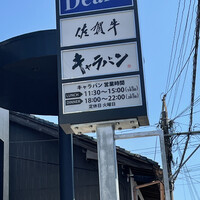 佐賀牛
キャラバン
キャラバン 営業時間
LUNCH 11:30〜15:00
DINNER 18:00〜22:00
定休日 火曜日